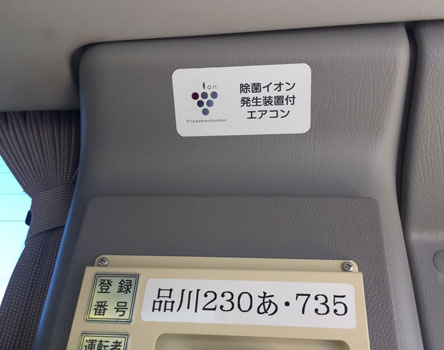 Ion
Plasmacluster
除菌イオン
発生装置付
エアコン
登録
番号
品川230あ・735
運転者